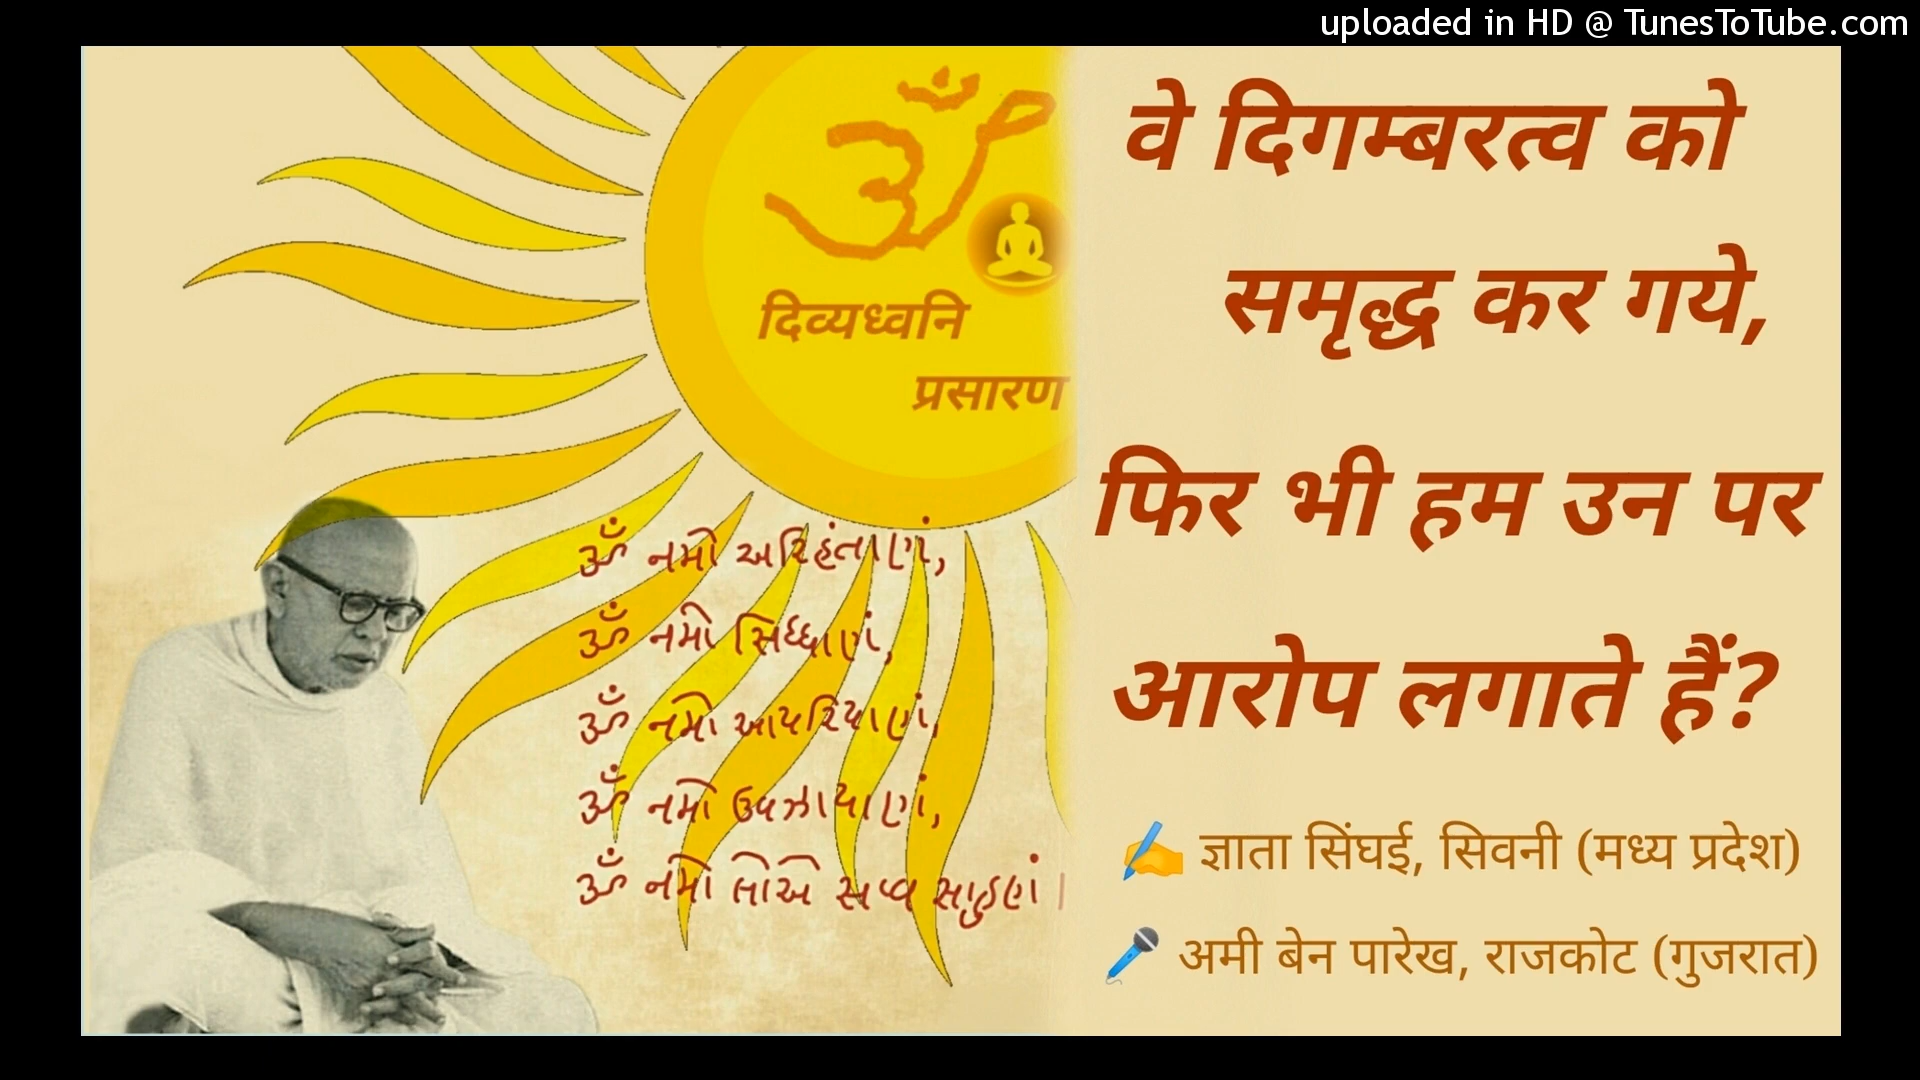 uploaded in HD @ TunesToTube.com
ॐ
दिव्यध्वनि
प्रसारण
ॐ નમો અરિહંતાણં,
ॐ નમો સિદ્ધાણં,
ॐ નમો આયરિયાણં,
ॐ નમો ઉવઝાયાણં,
ॐ નમો લોએ સવ્વ સાહુણં ।
वे दिगम्बरत्व को
समृद्ध कर गये,
फिर भी हम उन पर
आरोप लगाते हैं?
✍️ ज्ञाता सिंघई, सिवनी (मध्य प्रदेश)
🎤 अमी बेन पारेख, राजकोट (गुजरात)